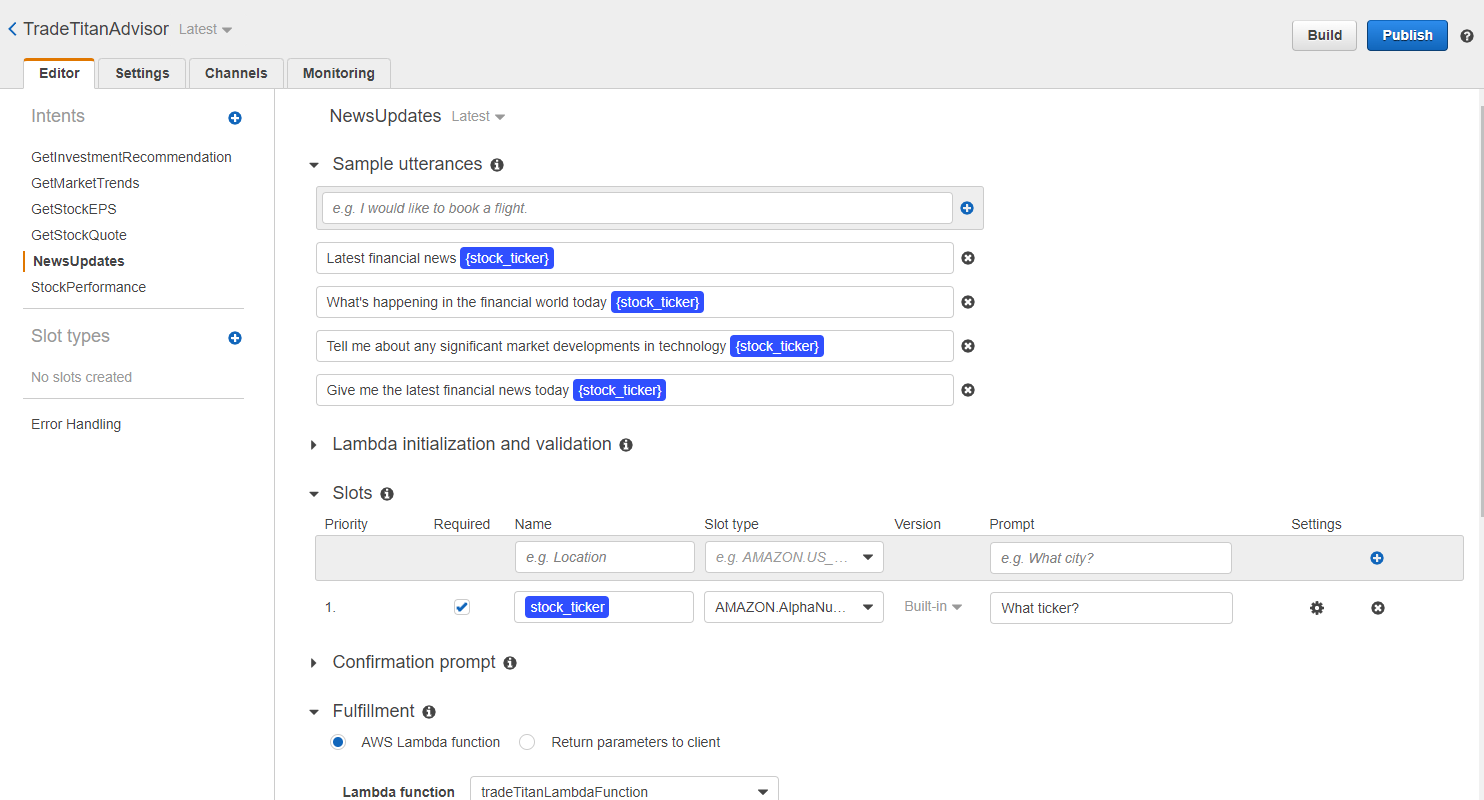 TradeTitanAdvisor Latest
Build Publish
Editor Settings Channels Monitoring
Intents
GetInvestmentRecommendation
GetMarketTrends
GetStockEPS
GetStockQuote
NewsUpdates
StockPerformance
Slot types
No slots created
Error Handling
NewsUpdates Latest
Sample utterances
e.g. I would like to book a flight.
Latest financial news {stock_ticker}
What's happening in the financial world today {stock_ticker}
Tell me about any significant market developments in technology {stock_ticker}
Give me the latest financial news today {stock_ticker}
Lambda initialization and validation
Slots
Priority Required Name Slot type Version Prompt Settings
e.g. Location e.g. AMAZON.US_... e.g. What city?
1. stock_ticker AMAZON.AlphaNu... Built-in What ticker?
Confirmation prompt
Fulfillment
AWS Lambda function Return parameters to client
Lambda function tradeTitanLambdaFunction